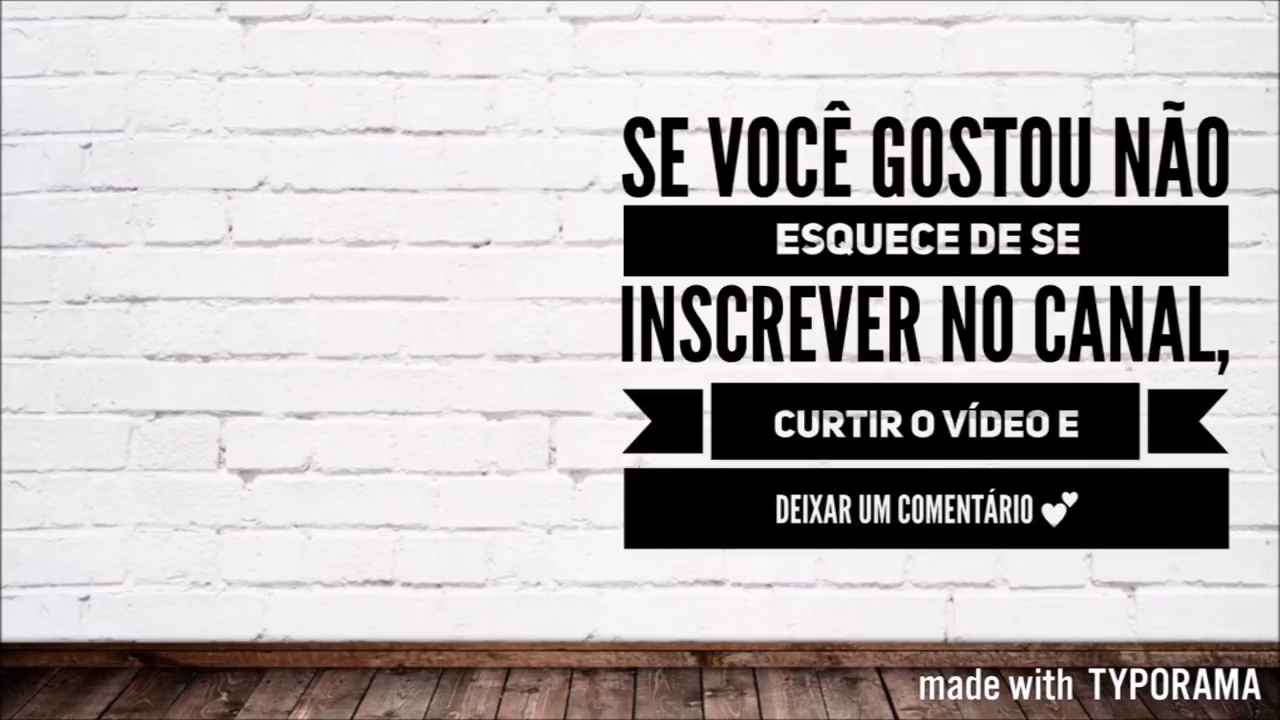 SE VOCÊ GOSTOU NÃO
ESQUECE DE SE
INSCREVER NO CANAL,
CURTIR O VÍDEO E
DEIXAR UM COMENTÁRIO 💕
made with TYPORAMA